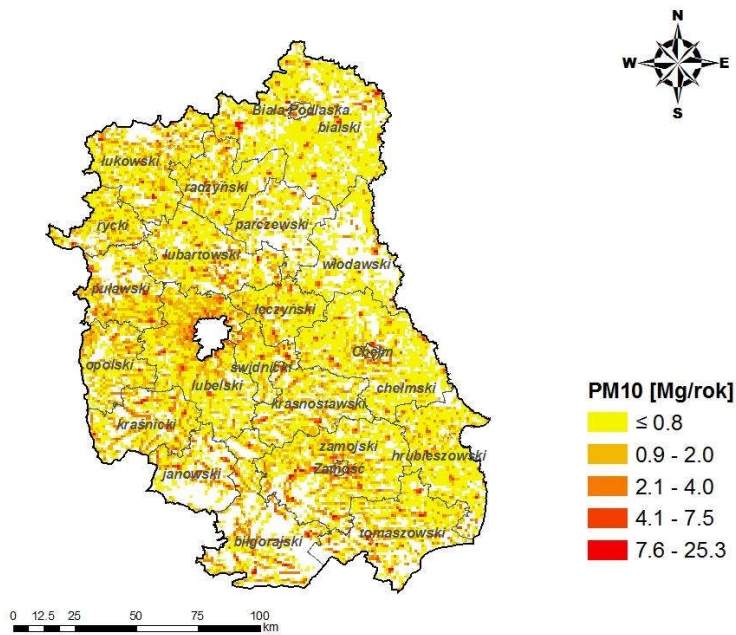 N
W E
S
Biała Podlaska
bialski
łukowski
radzyński
rycki
parczewski
lubartowski
włodawski
puławski
łęczyński
Chełm
opolski
świdnicki
lubelski
chełmski
krasnostawski
kraśnicki
zamojski
hrubieszowski
Zamość
janowski
tomaszowski
biłgorajski
PM10 [Mg/rok]
≤ 0.8
0.9 - 2.0
2.1 - 4.0
4.1 - 7.5
7.6 - 25.3
0 12.5 25 50 75 100
km